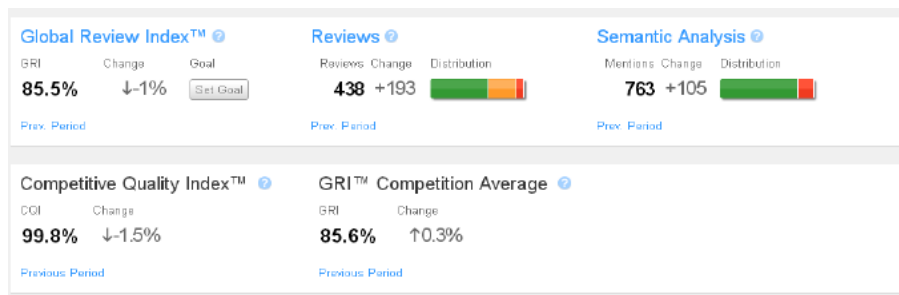 Global Review Index™ ? Reviews ? Semantic Analysis ?
GRI Change Goal Reviews Change Distribution Mentions Change Distribution
85.5% ↓-1% Set Goal 438 +193 763 +105
Prev. Period Prev. Period Prev. Period
Competitive Quality Index™ ? GRI™ Competition Average ?
CQI Change GRI Change
99.8% ↓-1.5% 85.6% ↑0.3%
Previous Period Previous Period